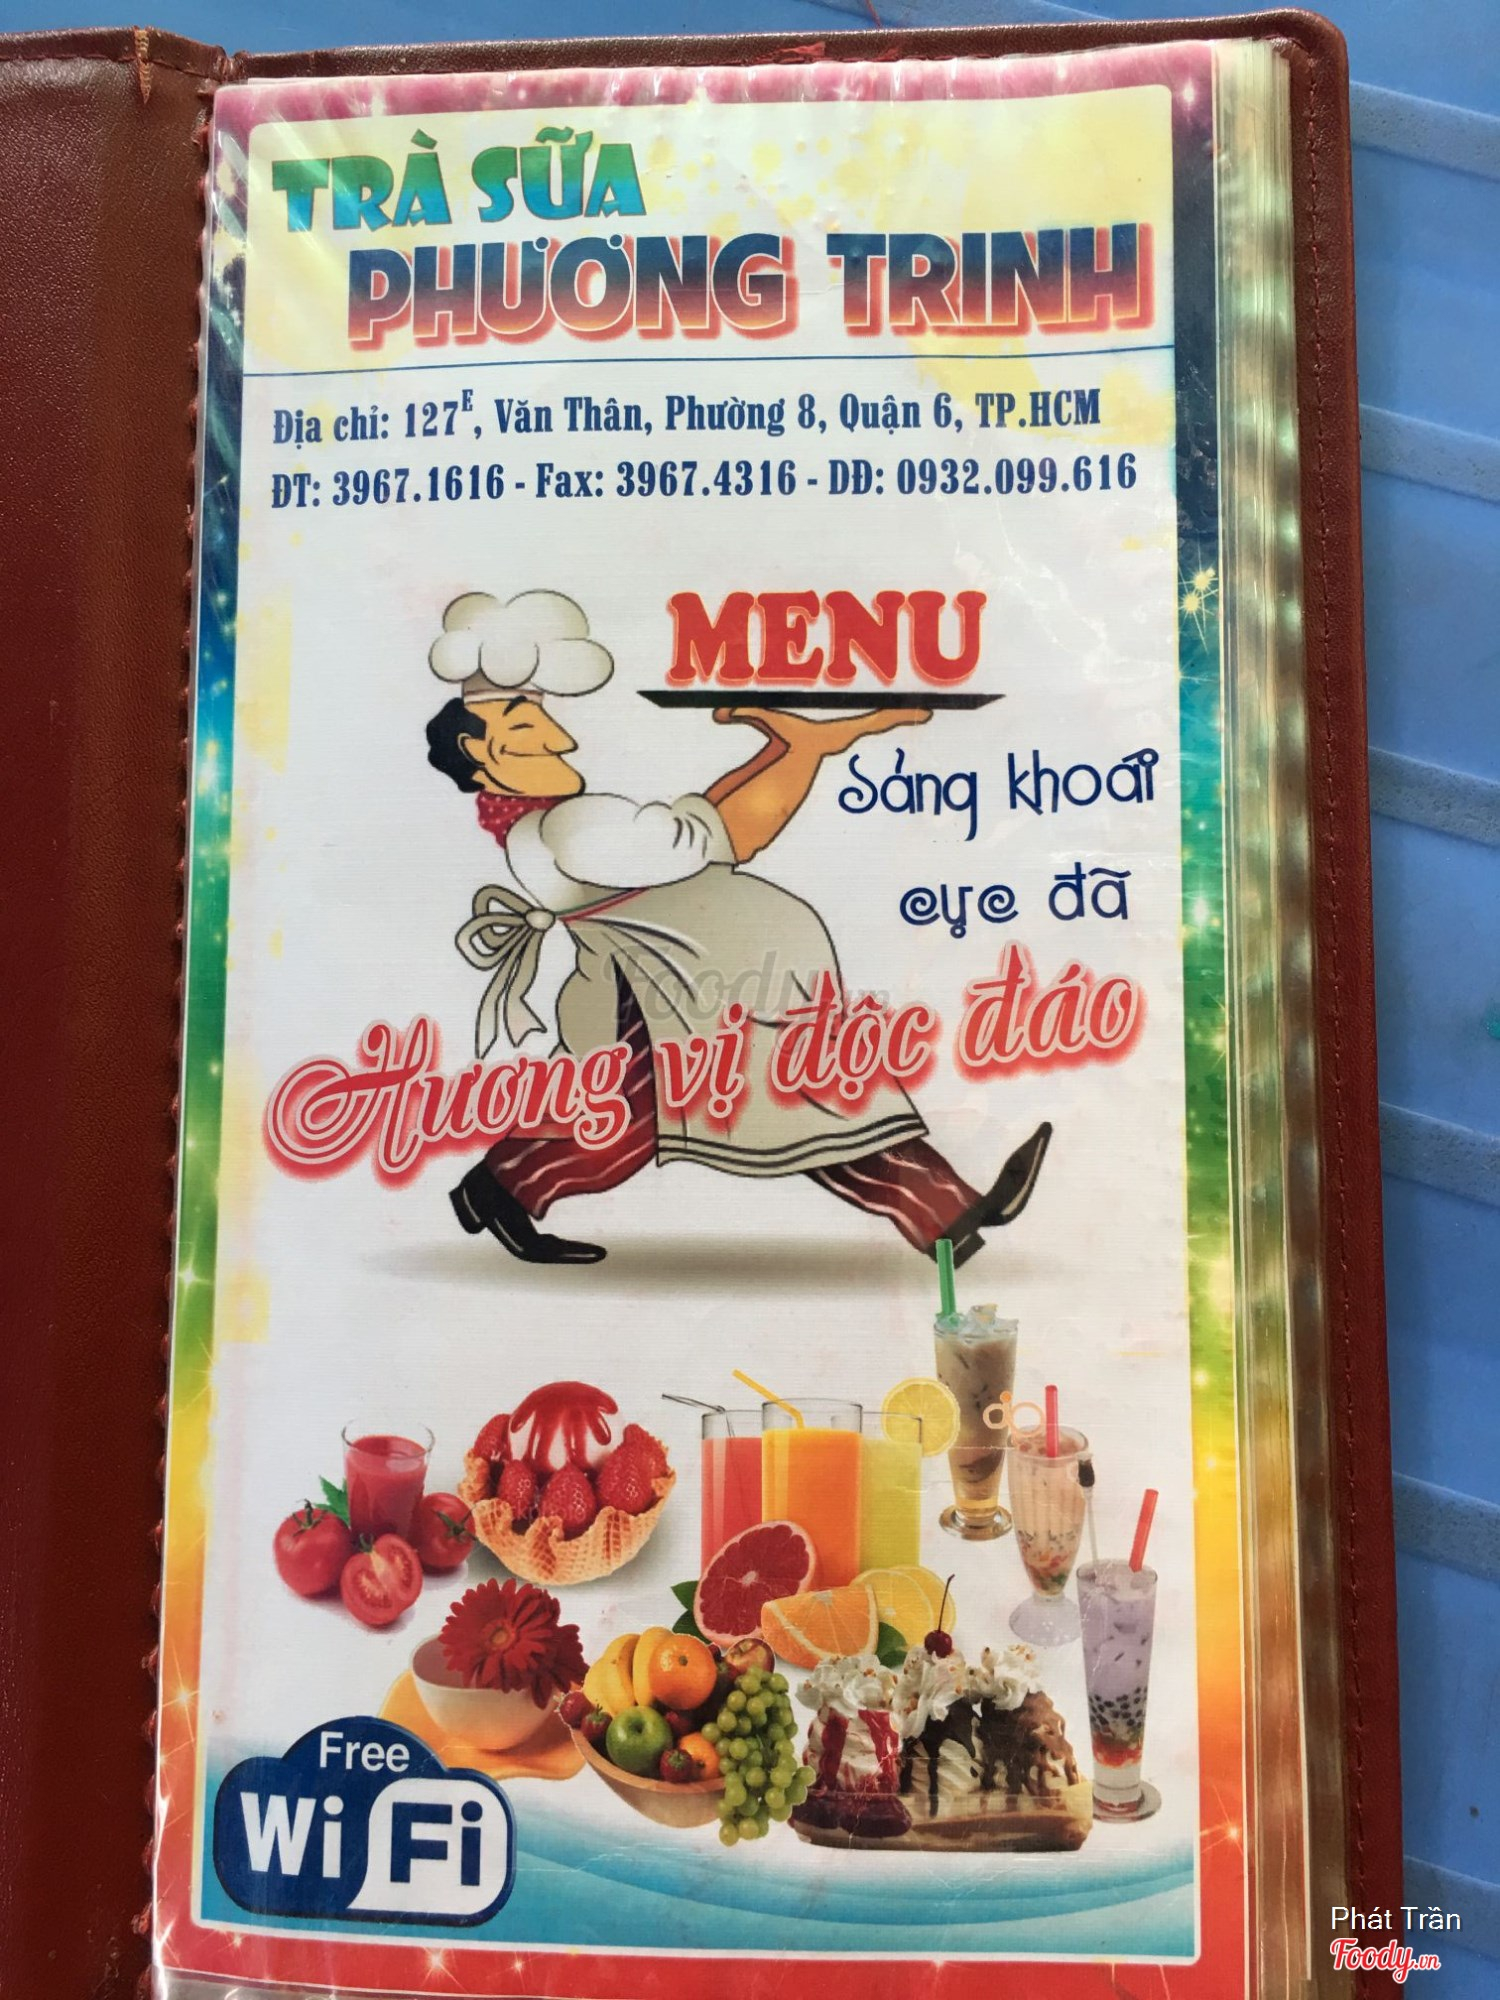 TRÀ SỮA
PHƯƠNG TRINH
Địa chỉ: 127E, Văn Thân, Phường 8, Quận 6, TP.HCM
ĐT: 3967.1616 - Fax: 3967.4316 - DĐ: 0932.099.616
MENU
Sảng khoái
cực đã
Hương vị độc đáo
Foody.vn
Free
WiFi
Phát Trần
Foody.vn